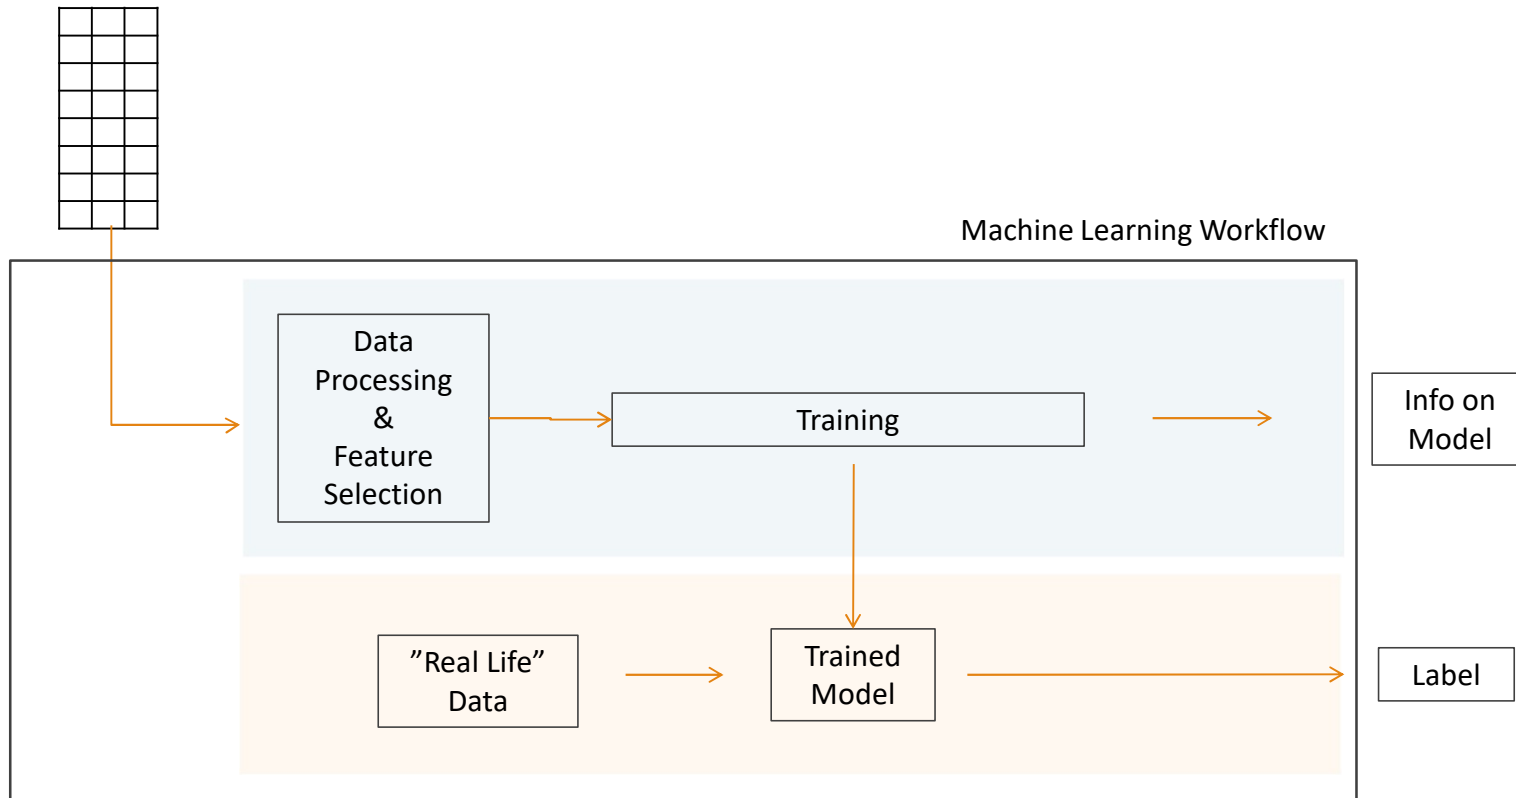 Machine Learning Workflow
Data
Processing
&
Feature
Selection
Training
Info on
Model
”Real Life”
Data
Trained
Model
Label